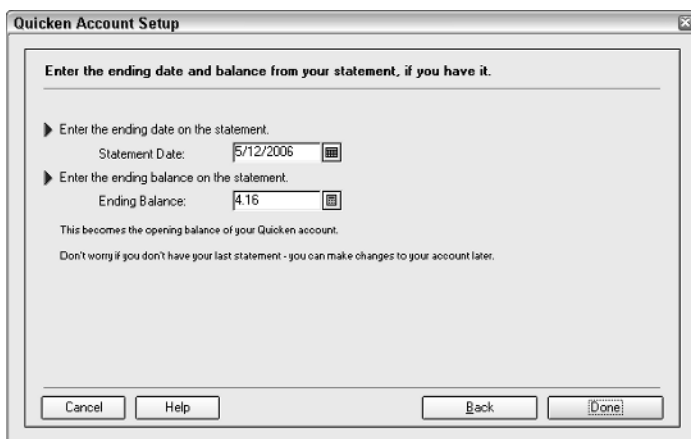 Quicken Account Setup
Enter the ending date and balance from your statement, if you have it.
Enter the ending date on the statement.
Statement Date: 5/12/2006
Enter the ending balance on the statement.
Ending Balance: 4.16
This becomes the opening balance of your Quicken account.
Don't worry if you don't have your last statement - you can make changes to your account later.
Cancel Help Back Done